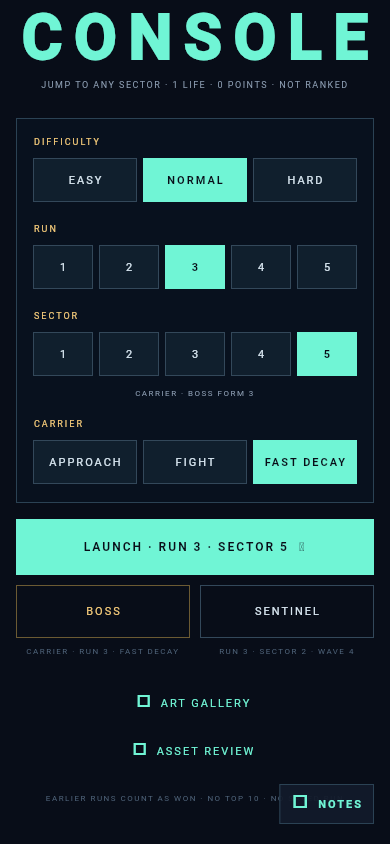 CONSOLE
JUMP TO ANY SECTOR · 1 LIFE · 0 POINTS · NOT RANKED
DIFFICULTY
EASY NORMAL HARD
RUN
1 2 3 4 5
SECTOR
1 2 3 4 5
CARRIER · BOSS FORM 3
CARRIER
APPROACH FIGHT FAST DECAY
LAUNCH · RUN 3 · SECTOR 5
BOSS SENTINEL
CARRIER · RUN 3 · FAST DECAY RUN 3 · SECTOR 2 · WAVE 4
ART GALLERY
ASSET REVIEW
EARLIER RUNS COUNT AS WON · NO TOP 10 ·
NOTES